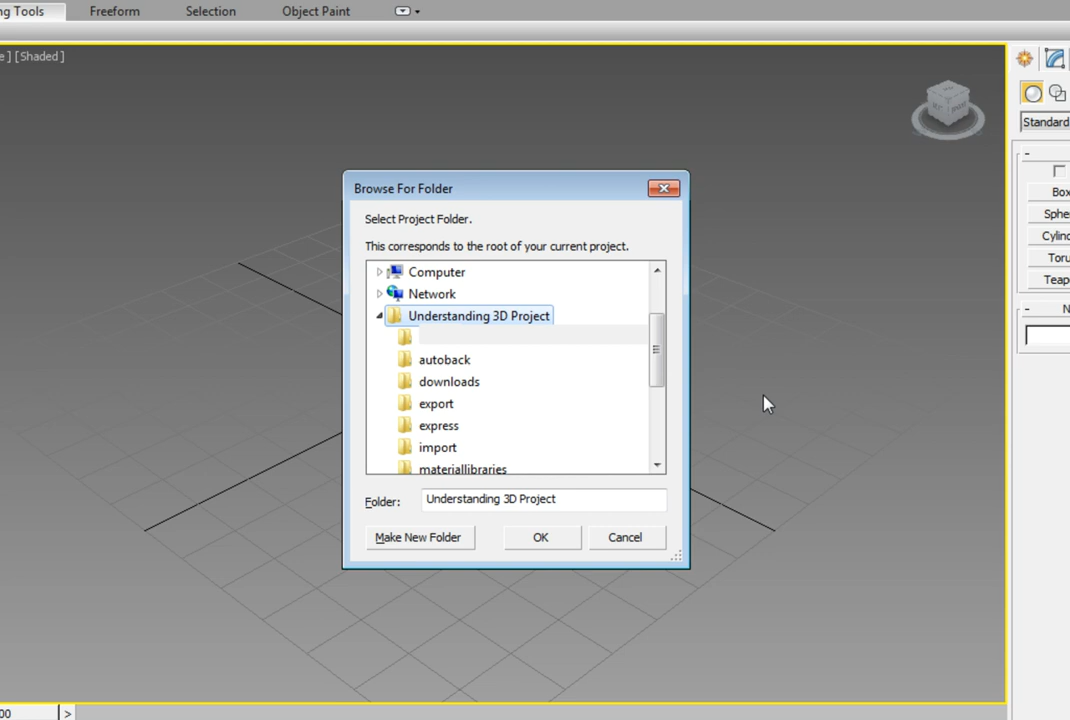 ng Tools Freeform Selection Object Paint
e ] [ Shaded ]
Standard
Browse For Folder
Select Project Folder.
This corresponds to the root of your current project.
Computer
Network
Understanding 3D Project
autoback
downloads
export
express
import
materiallibraries
Folder: Understanding 3D Project
Make New Folder OK Cancel
-
Box
Sphe
Cylind
Toru
Teap
- N
00 >